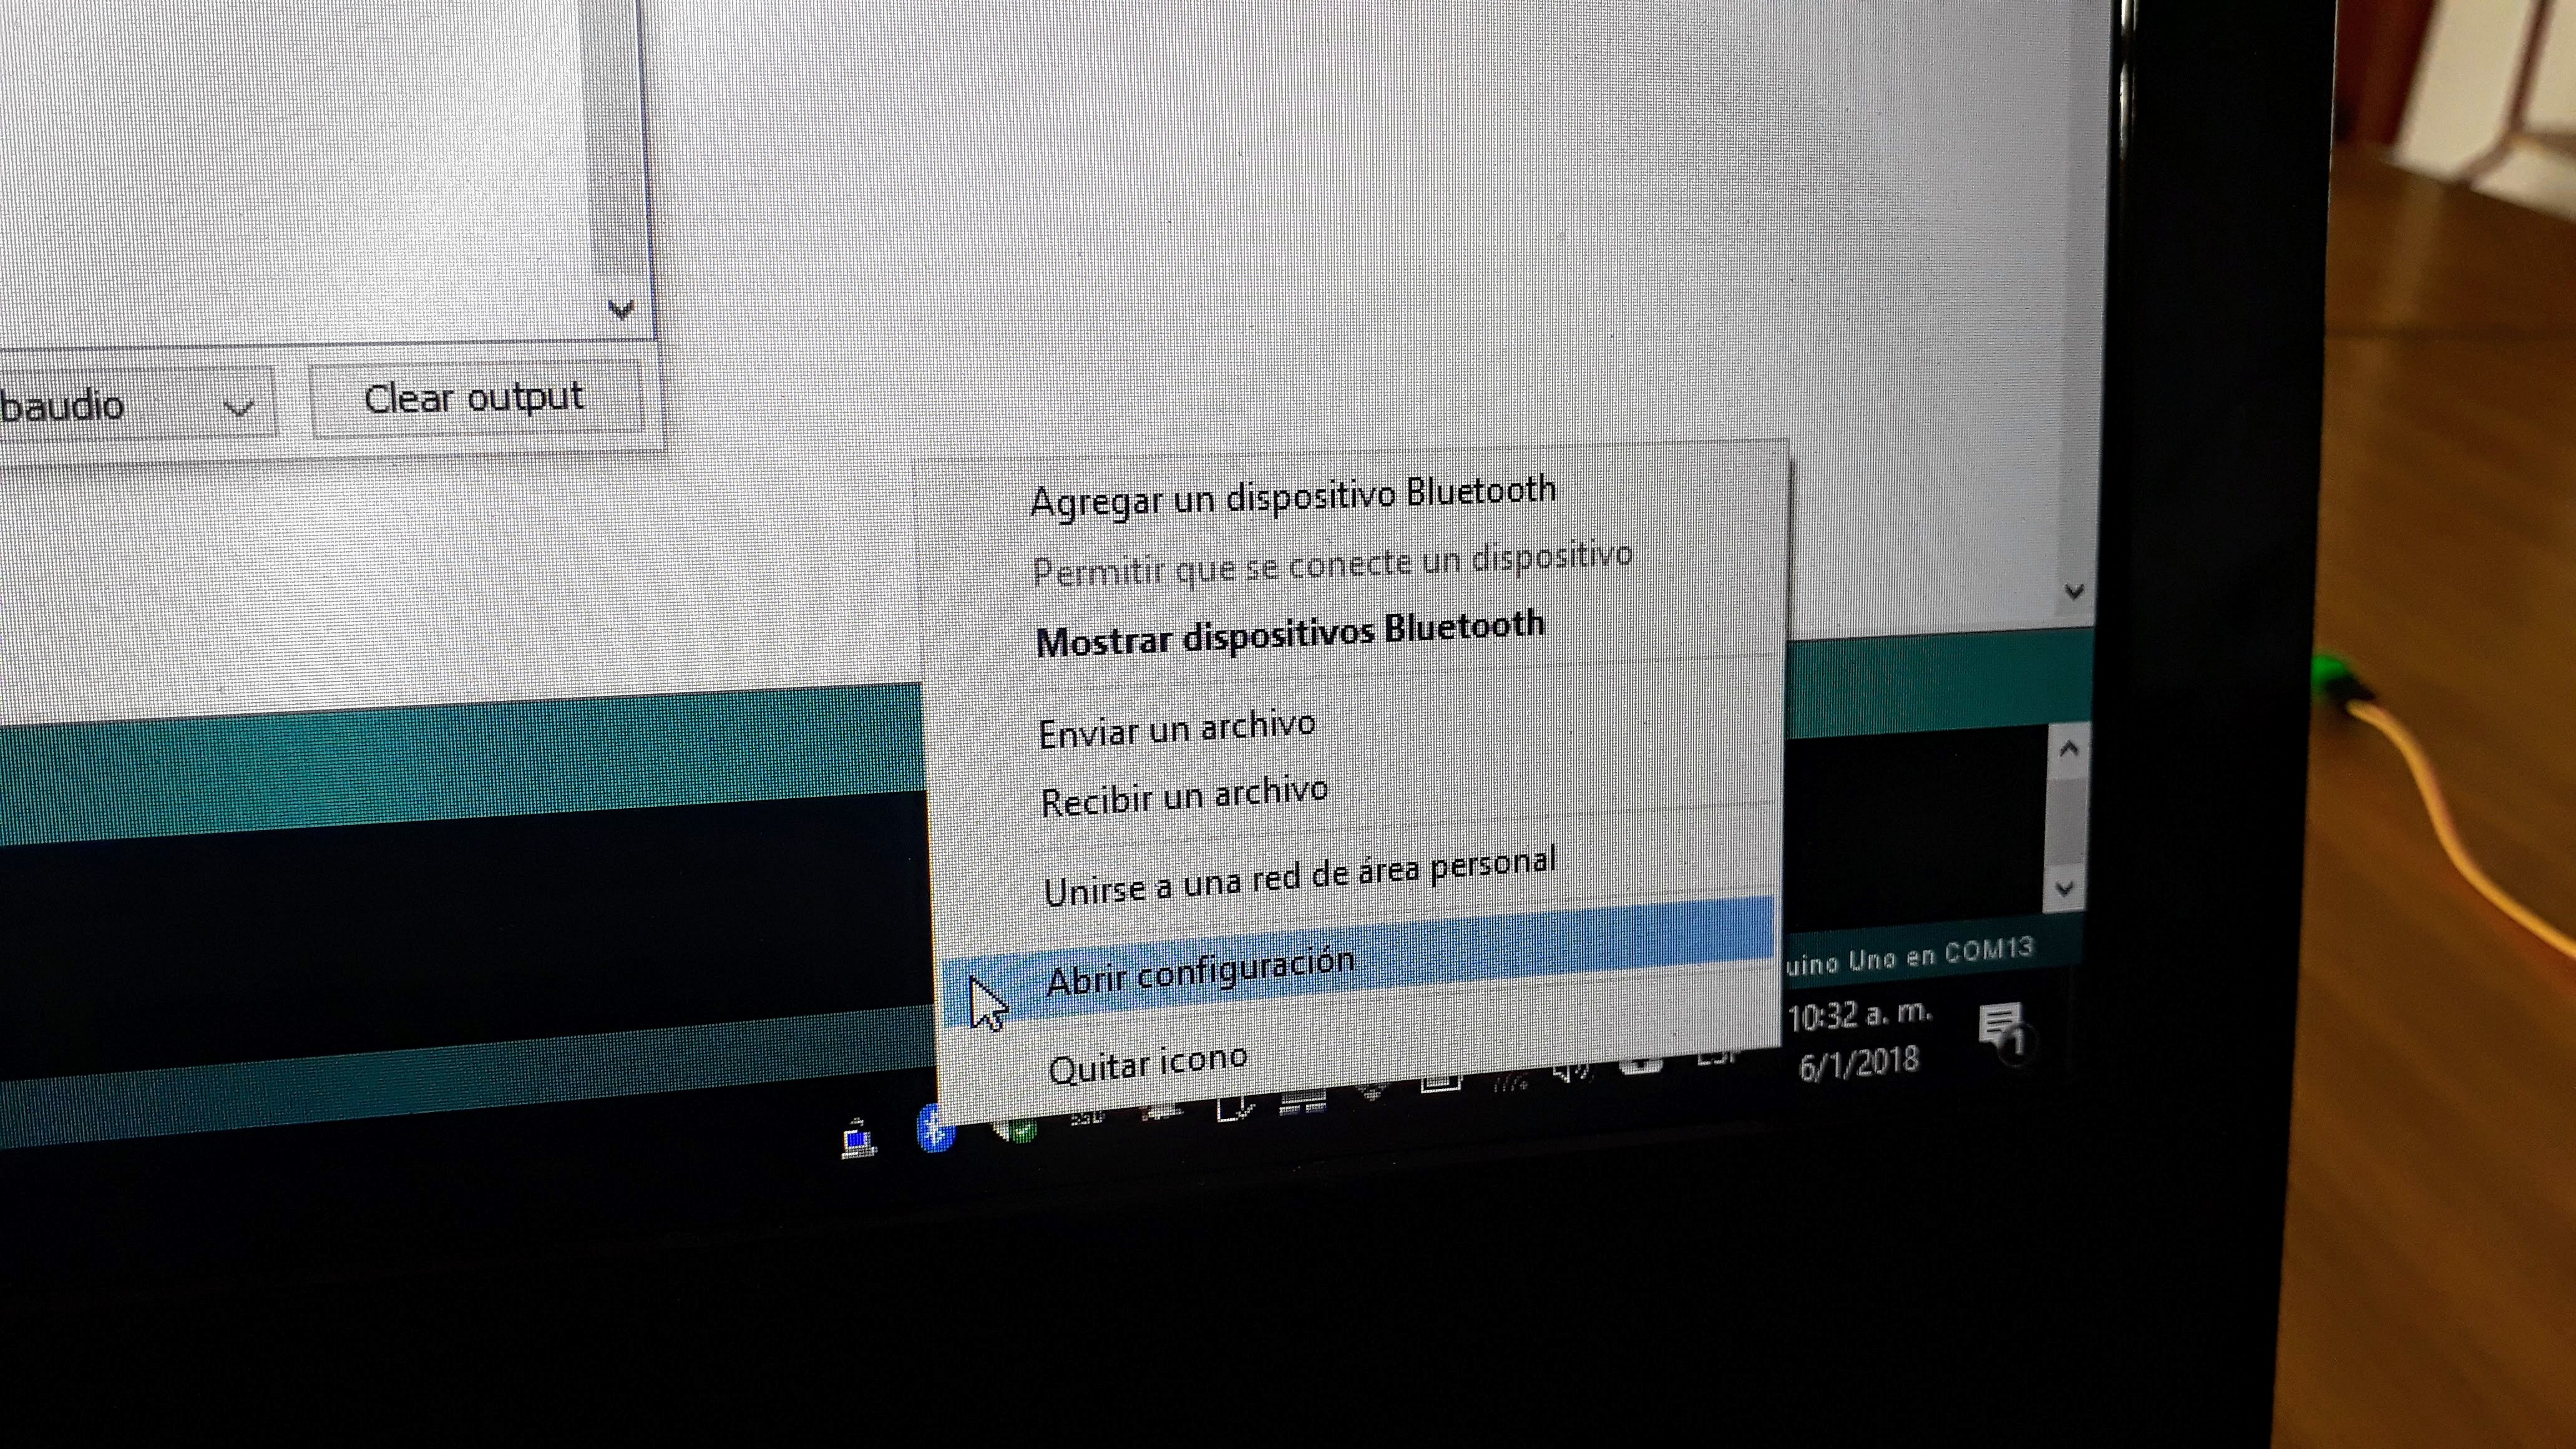 baudio
Clear output
Agregar un dispositivo Bluetooth
Permitir que se conecte un dispositivo
Mostrar dispositivos Bluetooth
Enviar un archivo
Recibir un archivo
Unirse a una red de área personal
Abrir configuración
Quitar icono
uino Uno en COM13
10:32 a. m.
6/1/2018
1